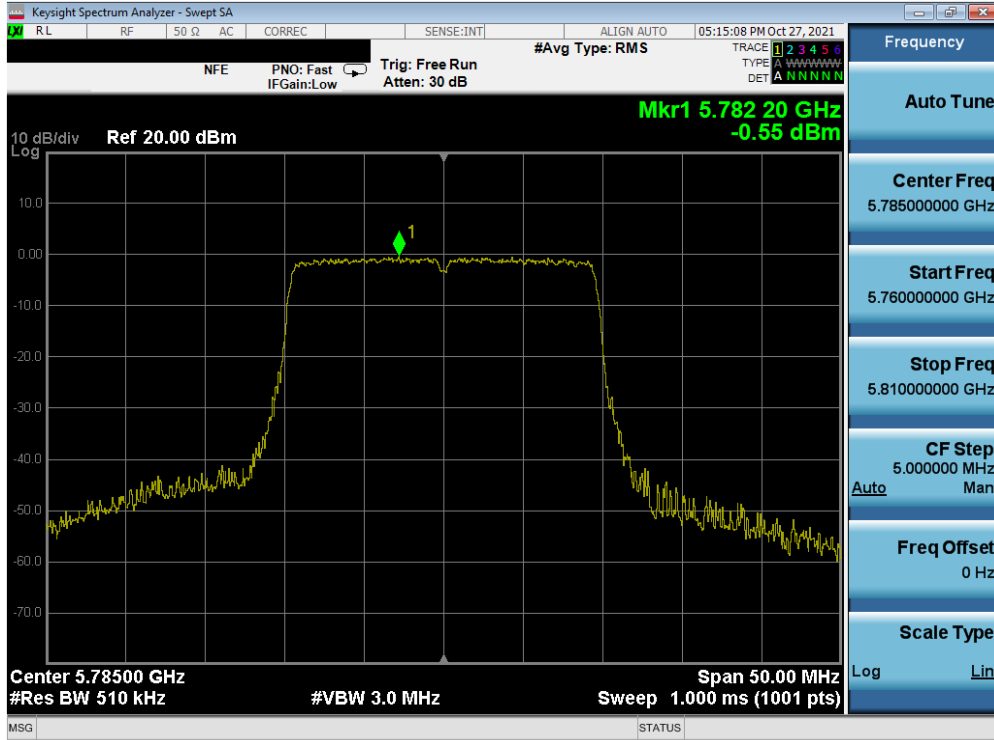 Keysight Spectrum Analyzer - Swept SA
LXI RL RF 50 Ω AC CORREC SENSE:INT ALIGN AUTO 05:15:08 PM Oct 27, 2021
NFE PNO: Fast IFGain:Low Trig: Free Run Atten: 30 dB #Avg Type: RMS
TRACE 1 2 3 4 5 6
TYPE A WWWWW
DET A N N N N N
Mkr1 5.782 20 GHz
-0.55 dBm
10 dB/div Ref 20.00 dBm
Log
1
10.0
0.00
-10.0
-20.0
-30.0
-40.0
-50.0
-60.0
-70.0
Center 5.78500 GHz Span 50.00 MHz
#Res BW 510 kHz #VBW 3.0 MHz Sweep 1.000 ms (1001 pts)
MSG STATUS
Frequency
Auto Tune
Center Freq
5.785000000 GHz
Start Freq
5.760000000 GHz
Stop Freq
5.810000000 GHz
CF Step
5.000000 MHz
Auto Man
Freq Offset
0 Hz
Scale Type
Log Lin